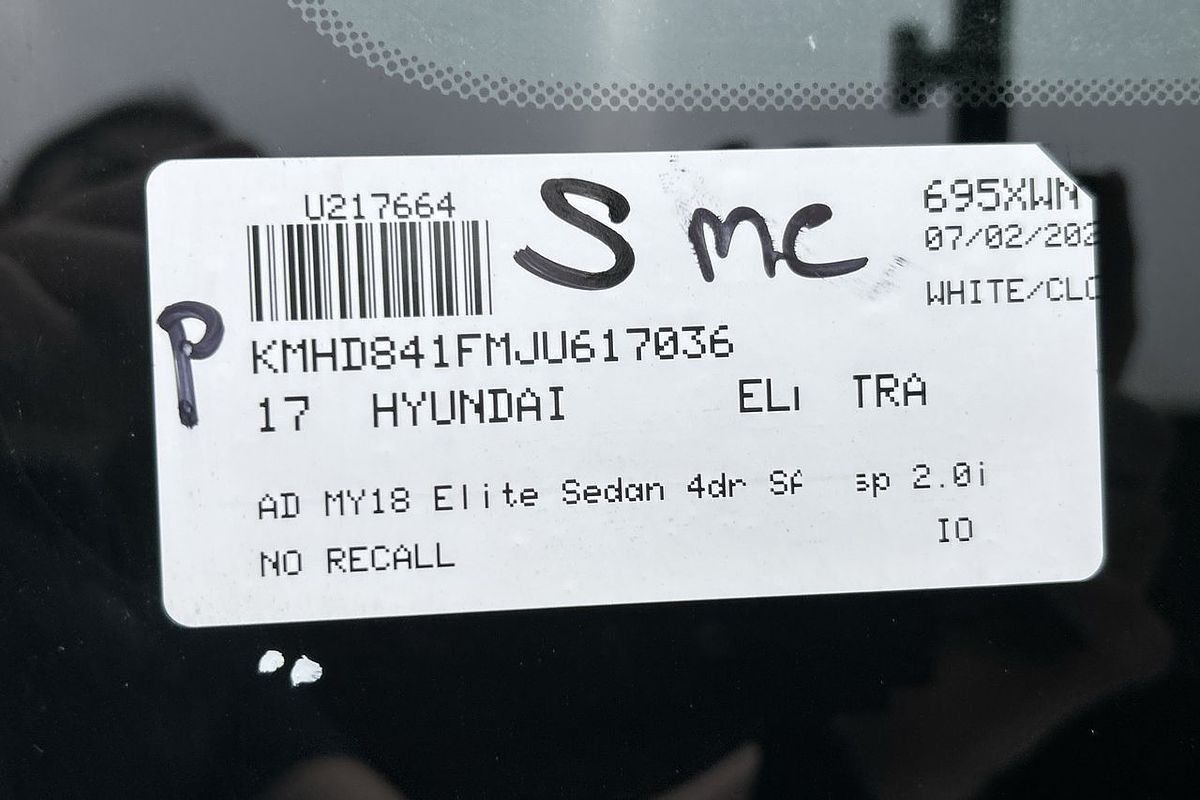 U217664
S mc
695XWN
07/02/202
WHITE/CLO
P
KMHD841FMJU617036
17 HYUNDAI TRA
AD MY18 Elite Sedan 4dr sp 2.0i
IO
NO RECALL